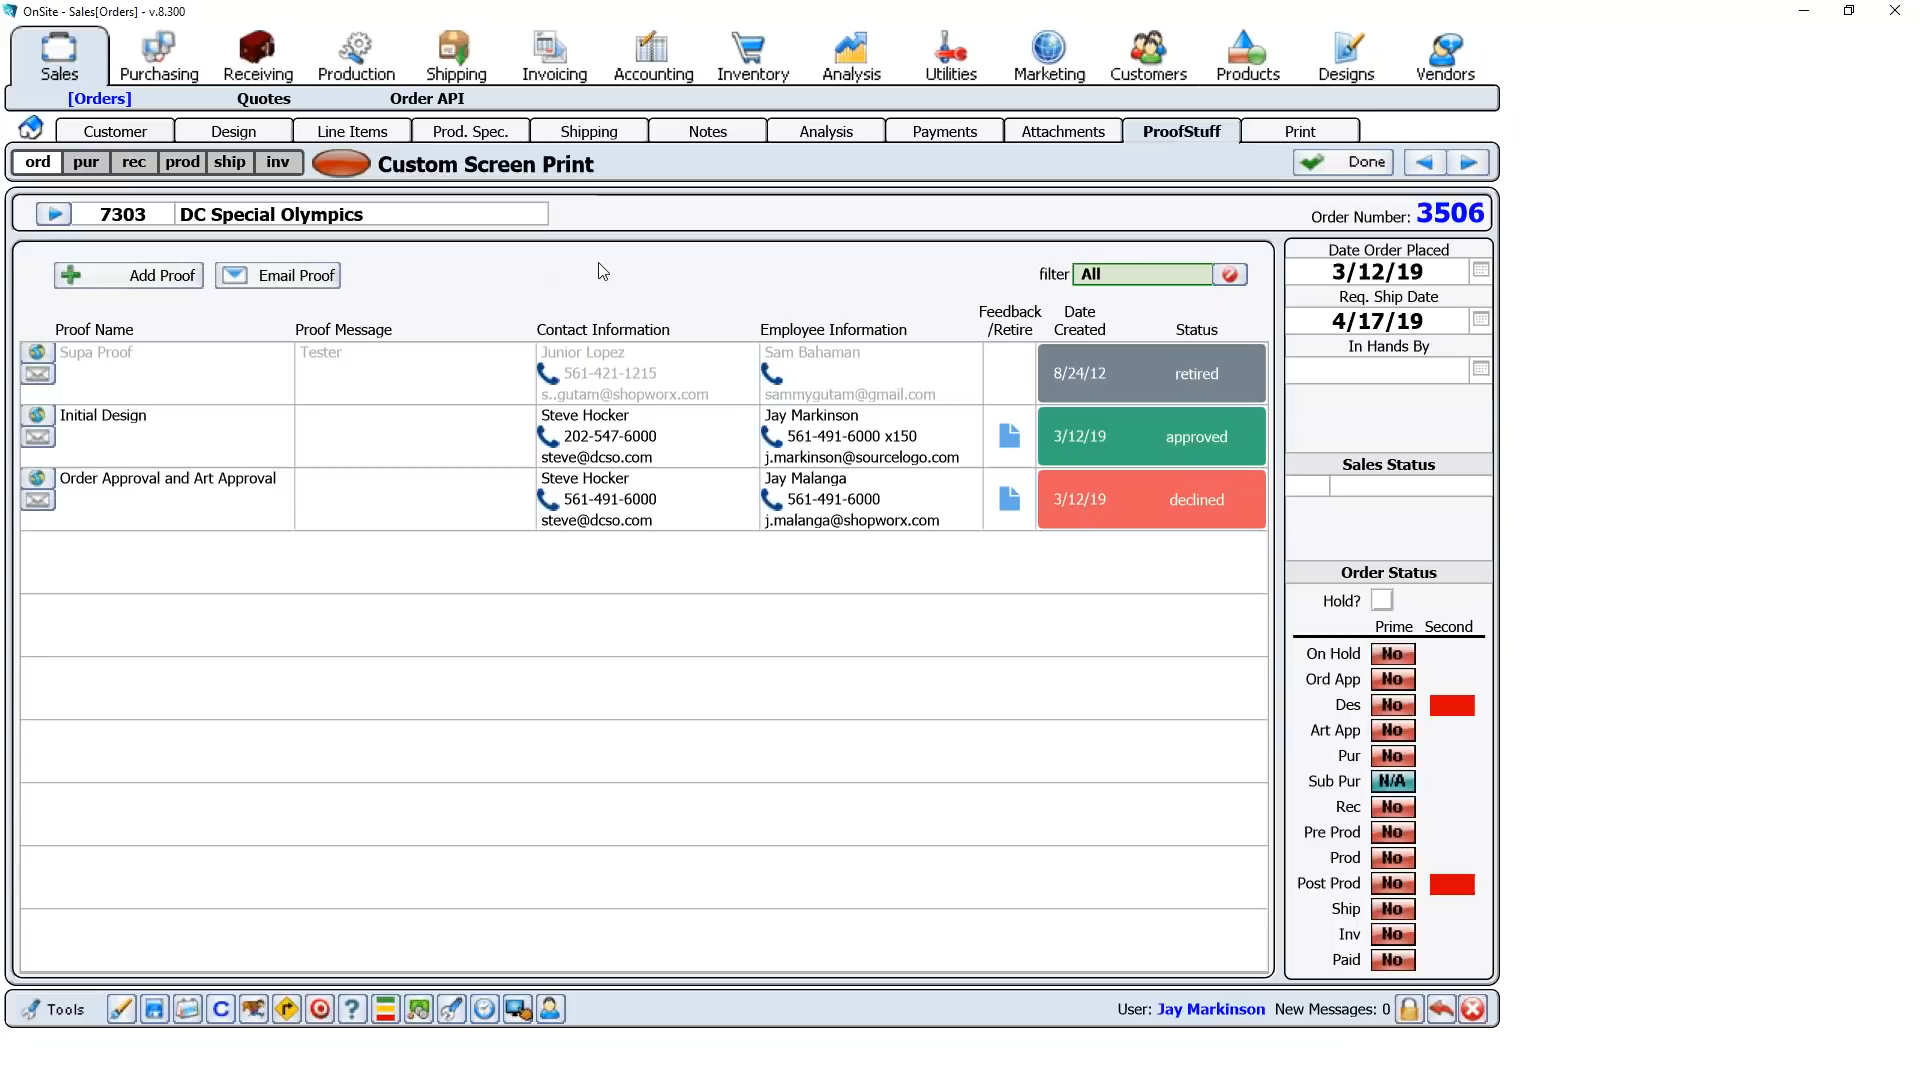 OnSite - Sales[Orders] - v.8.300
Sales Purchasing Receiving Production Shipping Invoicing Accounting Inventory Analysis Utilities Marketing Customers Products Designs Vendors
[Orders] Quotes Order API
Customer Design Line Items Prod. Spec. Shipping Notes Analysis Payments Attachments ProofStuff Print
ord pur rec prod ship inv Custom Screen Print Done
7303 DC Special Olympics Order Number: 3506
Add Proof Email Proof filter All
Proof Name Proof Message Contact Information Employee Information Feedback /Retire Date Created Status
Supa Proof Tester Junior Lopez Sam Bahaman
561-421-1215 8/24/12 retired
s..gutam@shopworx.com sammygutam@gmail.com
Initial Design Steve Hocker Jay Markinson
202-547-6000 561-491-6000 x150 3/12/19 approved
steve@dcso.com j.markinson@sourcelogo.com
Order Approval and Art Approval Steve Hocker Jay Malanga
561-491-6000 561-491-6000 3/12/19 declined
steve@dcso.com j.malanga@shopworx.com
Date Order Placed
3/12/19
Req. Ship Date
4/17/19
In Hands By
Sales Status
Order Status
Hold?
Prime Second
On Hold No
Ord App No
Des No
Art App No
Pur No
Sub Pur N/A
Rec No
Pre Prod No
Prod No
Post Prod No
Ship No
Inv No
Paid No
Tools C ? User: Jay Markinson New Messages: 0